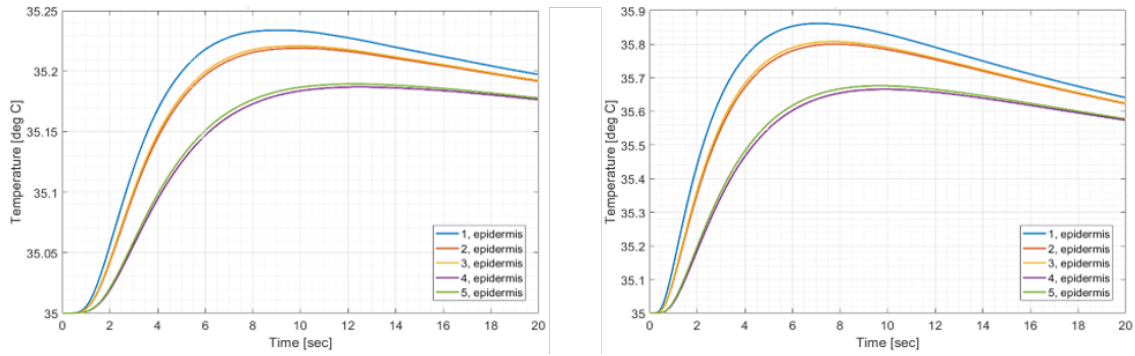 35.25
35.2
35.15
35.1
35.05
35
Temperature [deg C]
0 2 4 6 8 10 12 14 16 18 20
Time [sec]
1, epidermis
2, epidermis
3, epidermis
4, epidermis
5, epidermis
35.9
35.8
35.7
35.6
35.5
35.4
35.3
35.2
35.1
35
Temperature [deg C]
0 2 4 6 8 10 12 14 16 18 20
Time [sec]
1, epidermis
2, epidermis
3, epidermis
4, epidermis
5, epidermis